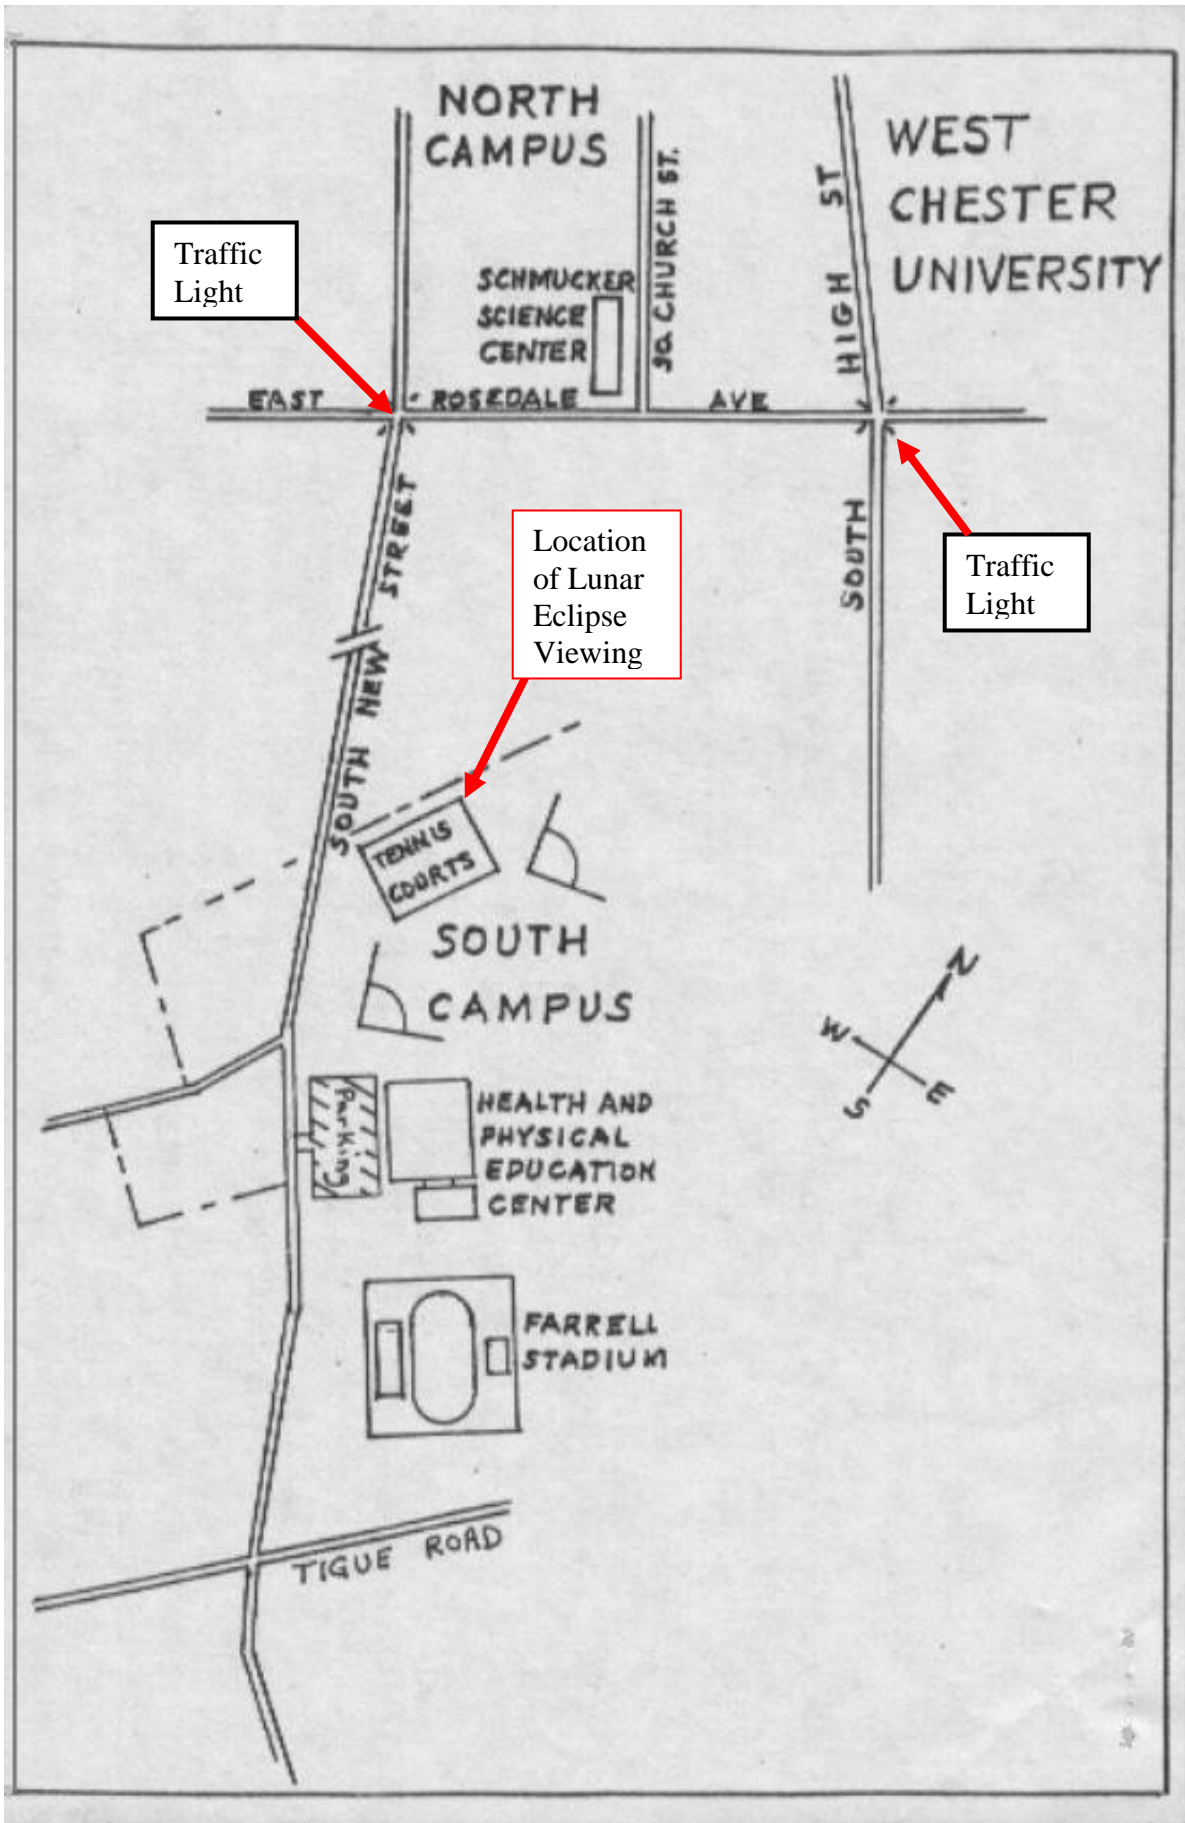 NORTH
CAMPUS
WEST
CHESTER
UNIVERSITY
Traffic
Light
SCHMUCKER
SCIENCE
CENTER
SO. CHURCH ST.
HIGH ST
EAST ROSEDALE AVE
SOUTH
Traffic
Light
Location
of Lunar
Eclipse
Viewing
SOUTH NEW STREET
TENNIS
COURTS
SOUTH
CAMPUS
N
W
E
S
Parking
HEALTH AND
PHYSICAL
EDUCATION
CENTER
FARRELL
STADIUM
TIGUE ROAD